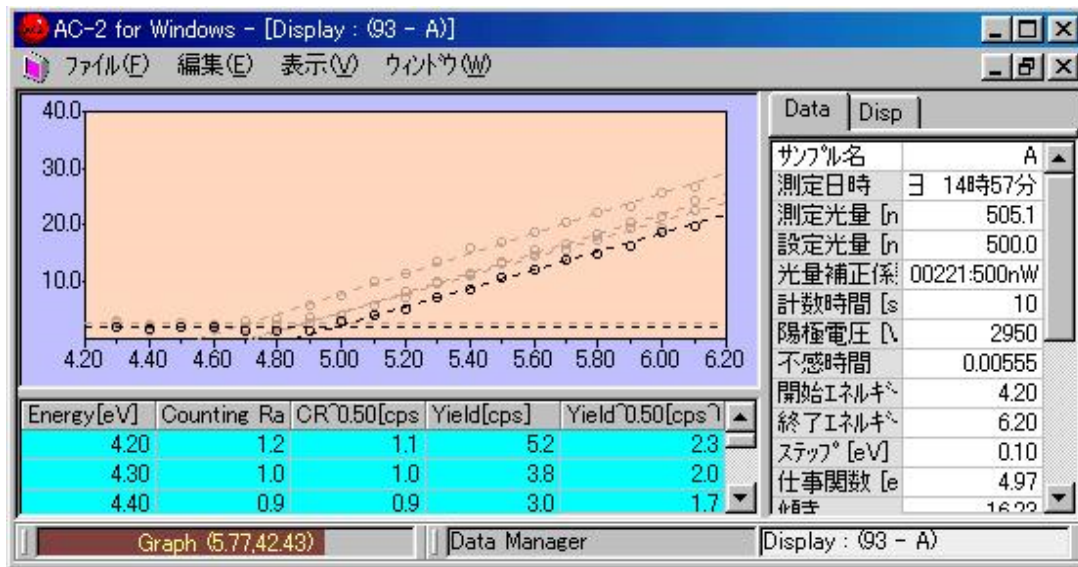 AC-2 for Windows - [Display : (93 - A)]
ファイル(F) 編集(E) 表示(V) ウィンドウ(W)
40.0
30.0
20.0
10.0
4.20 4.40 4.60 4.80 5.00 5.20 5.40 5.60 5.80 6.00 6.20
Energy[eV] Counting Ra CR^0.50[cps Yield[cps] Yield^0.50[cps^]
4.20 1.2 1.1 5.2 2.3
4.30 1.0 1.0 3.8 2.0
4.40 0.9 0.9 3.0 1.7
Data Disp
サンプル名 A
測定日時 14時57分
測定光量 [n 505.1
設定光量 [n 500.0
光量補正係 00221:500nW
計数時間 [s 10
陽極電圧 [V 2950
不感時間 0.00555
開始エネルギ 4.20
終了エネルギ 6.20
ステップ [eV] 0.10
仕事関数 [e 4.97
Graph (5.77,42.43) Data Manager Display : (93 - A)